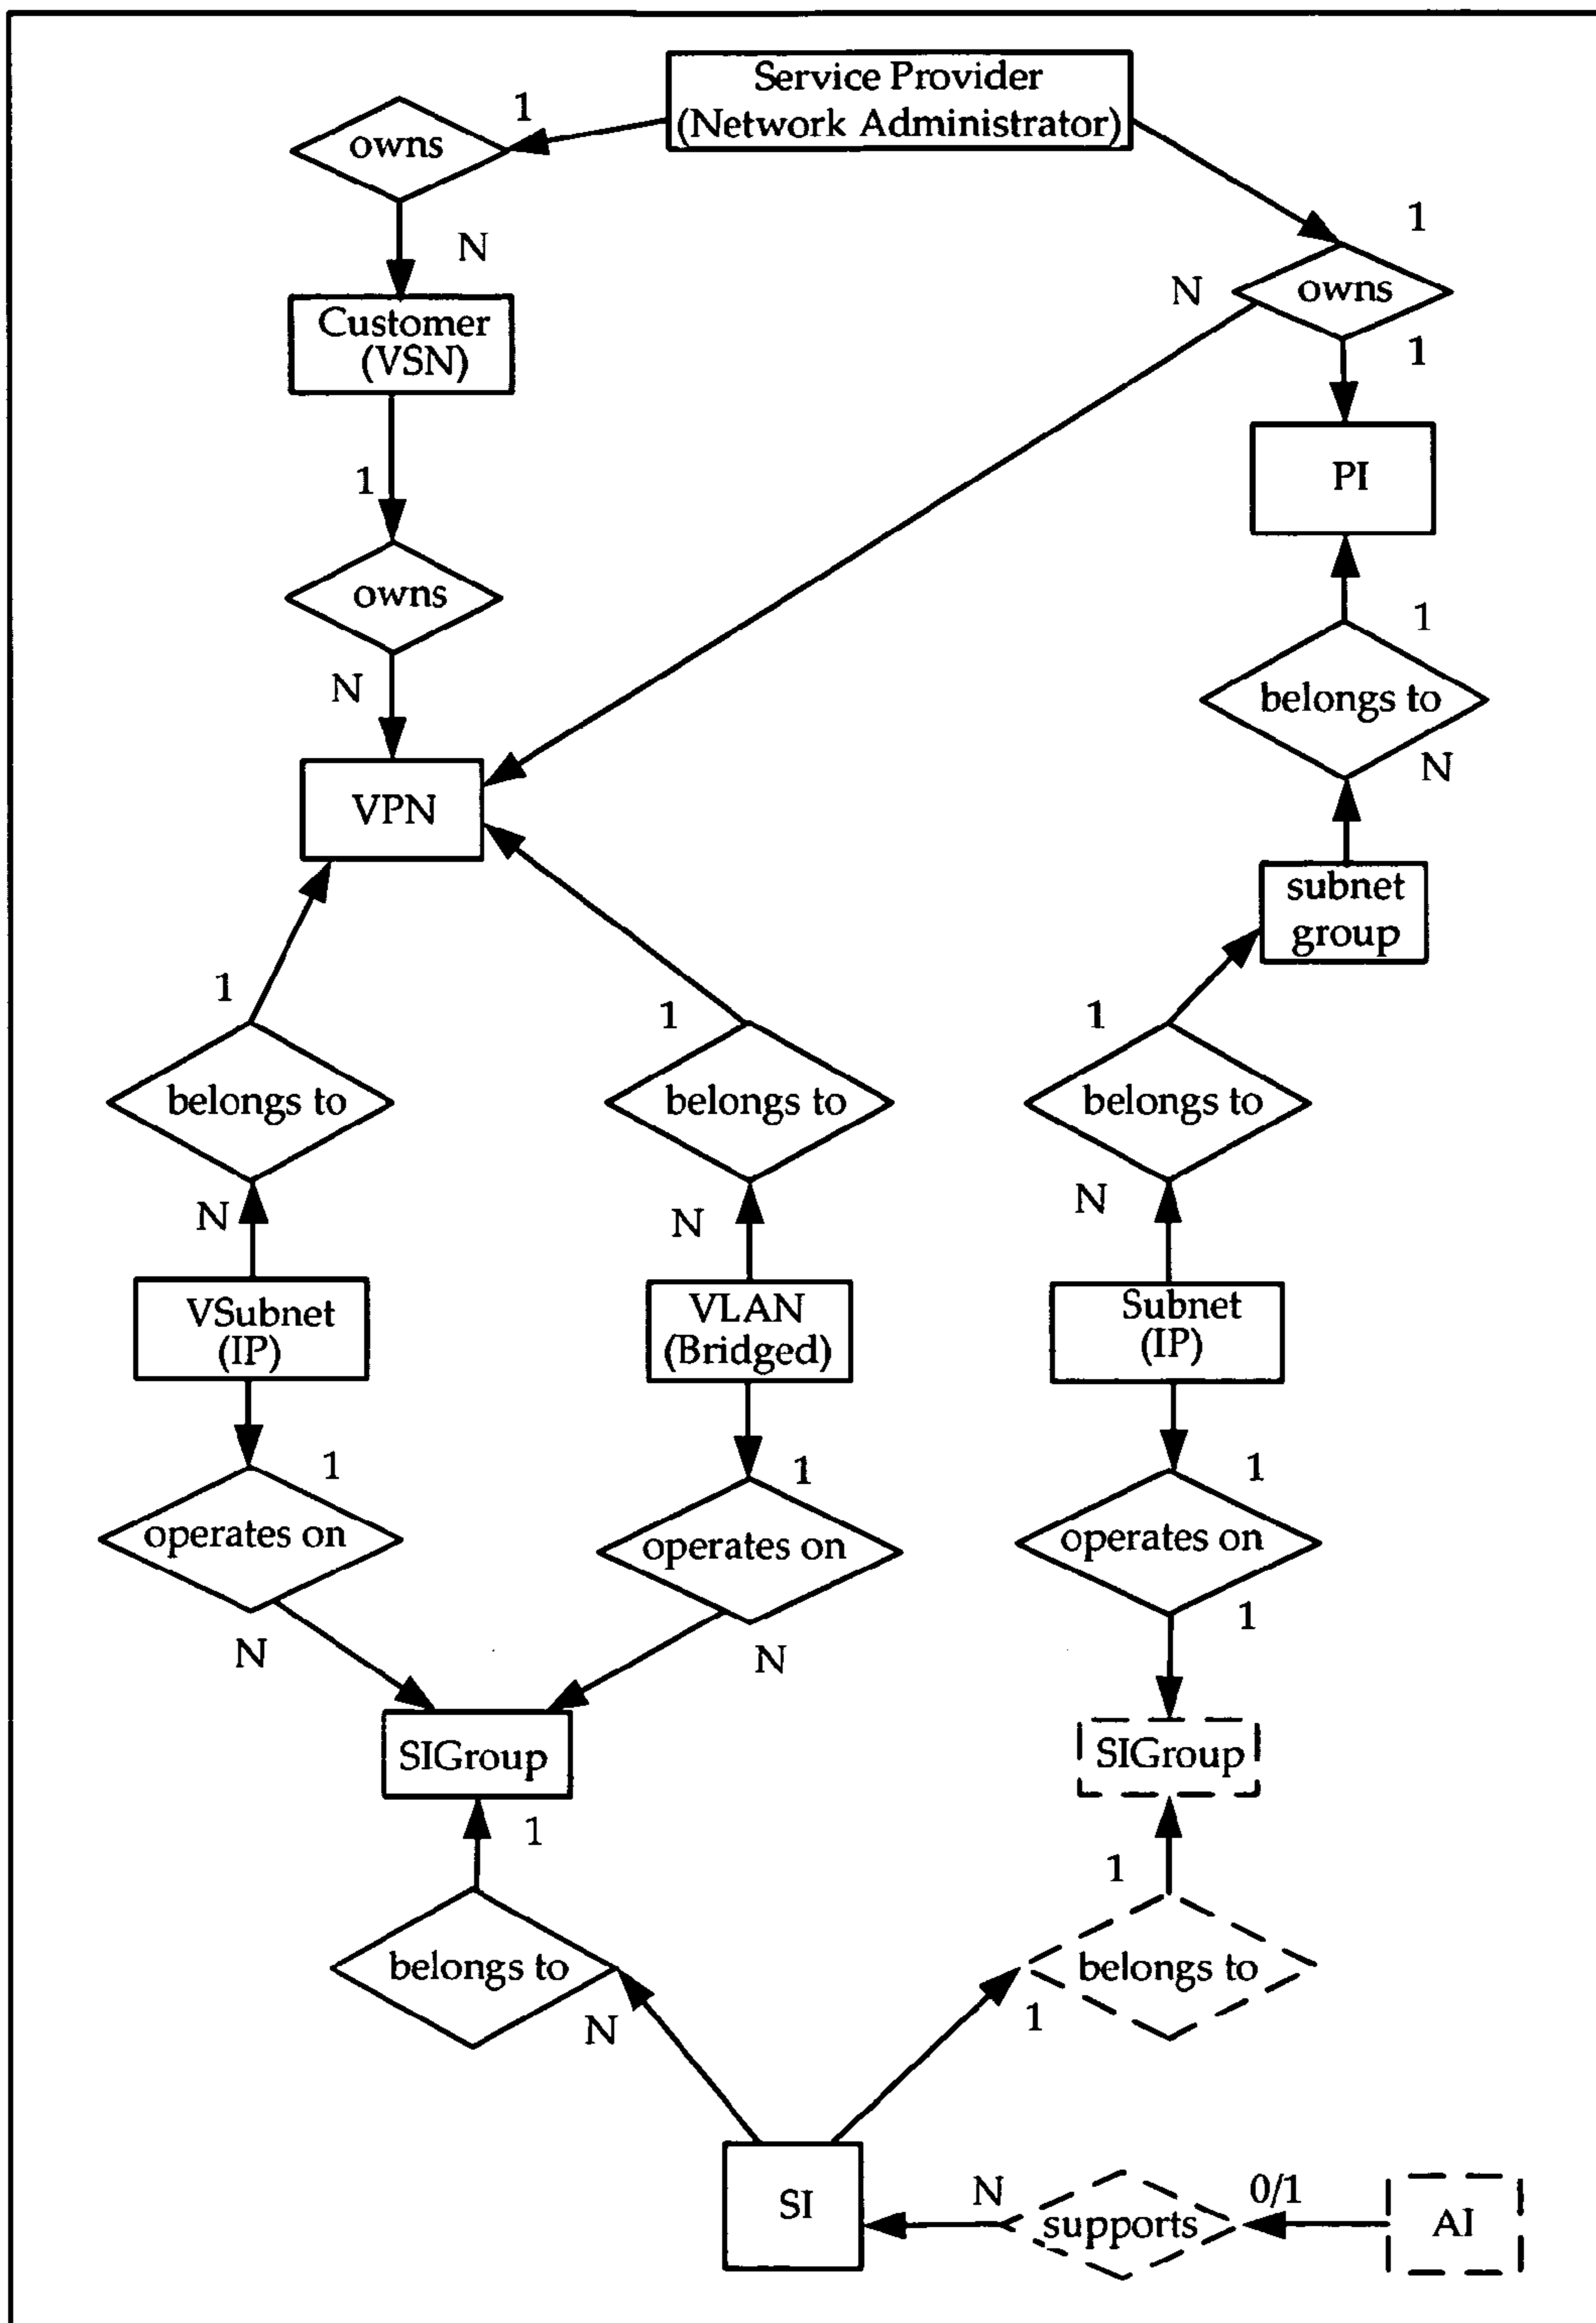 Service Provider
(Network Administrator)
1
owns
N
1
owns
N
1
Customer
(VSN)
PI
1
owns
N
1
belongs to
N
VPN
subnet
group
1
1
1
belongs to
belongs to
belongs to
N
N
N
VSubnet
(IP)
VLAN
(Bridged)
Subnet
(IP)
1
1
1
operates on
operates on
operates on
N
N
1
SIGroup
SIGroup
1
1
belongs to
belongs to
N
1
SI
N
supports
0/1
AI